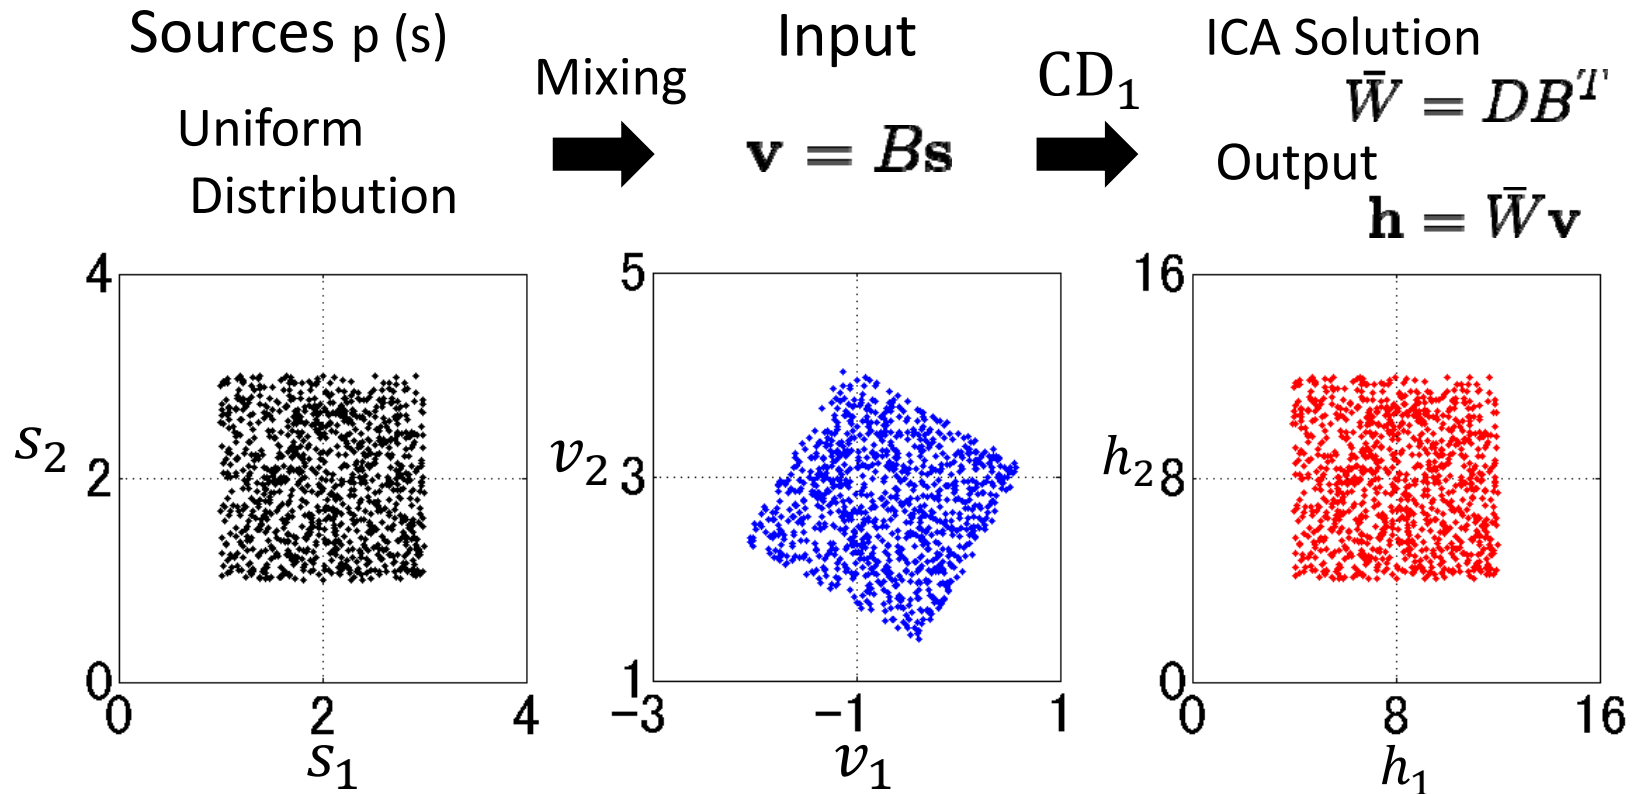 Sources p (s)
Uniform
Distribution
Mixing
Input
v = Bs
CD₁
ICA Solution
W̄ = DBᵀ
Output
h = W̄v
4
s₂
2
0
0 2 4
s₁
5
v₂
3
1
−3 −1 1
v₁
16
h₂
8
0
0 8 16
h₁